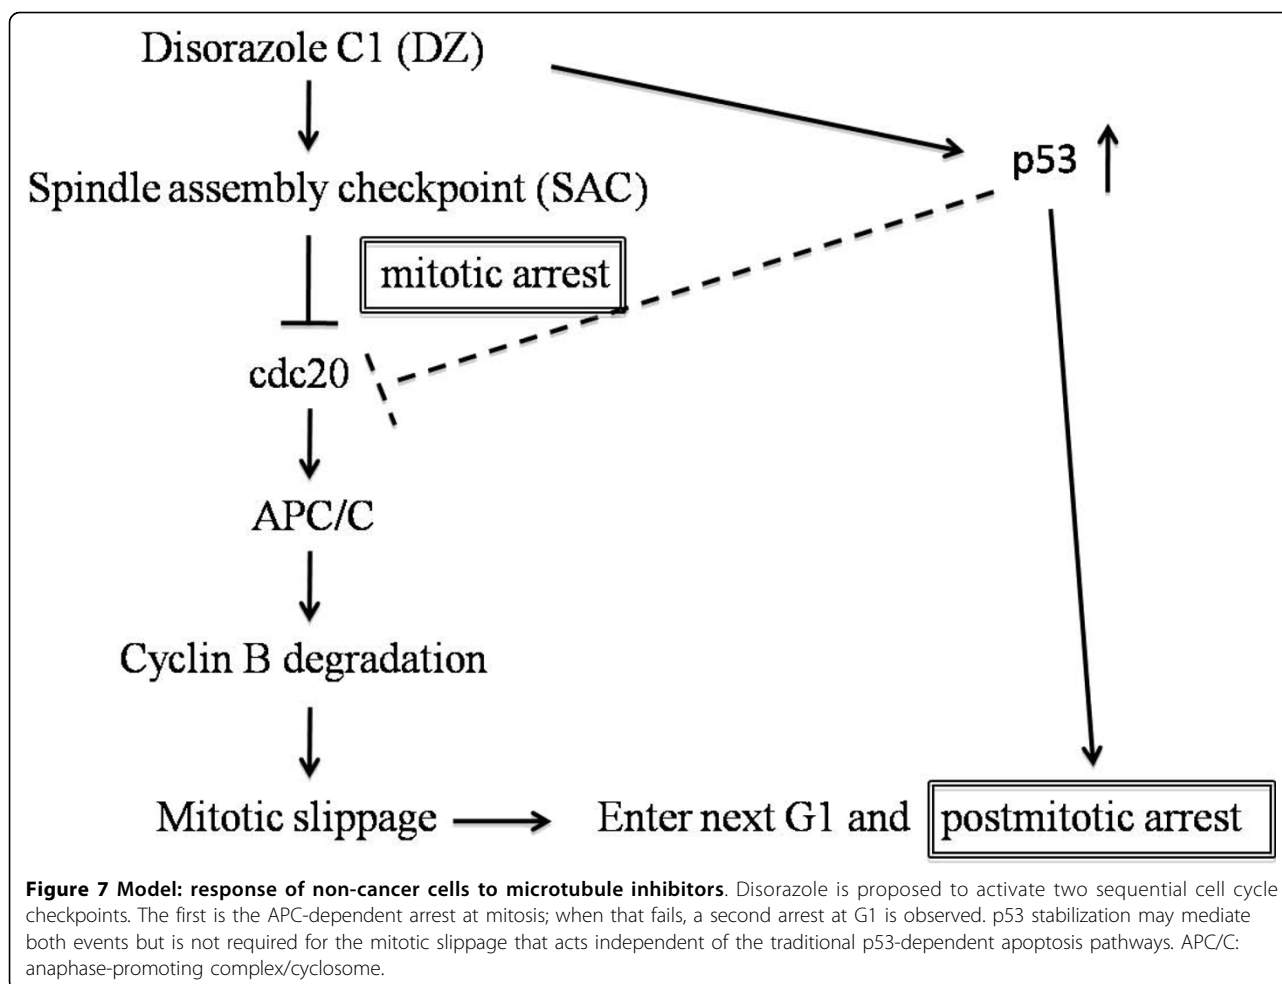 Disorazole C1 (DZ)
p53
Spindle assembly checkpoint (SAC)
mitotic arrest
cdc20
APC/C
Cyclin B degradation
Mitotic slippage
Enter next G1 and postmitotic arrest
Figure 7 Model: response of non-cancer cells to microtubule inhibitors. Disorazole is proposed to activate two sequential cell cycle
checkpoints. The first is the APC-dependent arrest at mitosis; when that fails, a second arrest at G1 is observed. p53 stabilization may mediate
both events but is not required for the mitotic slippage that acts independent of the traditional p53-dependent apoptosis pathways. APC/C:
anaphase-promoting complex/cyclosome.